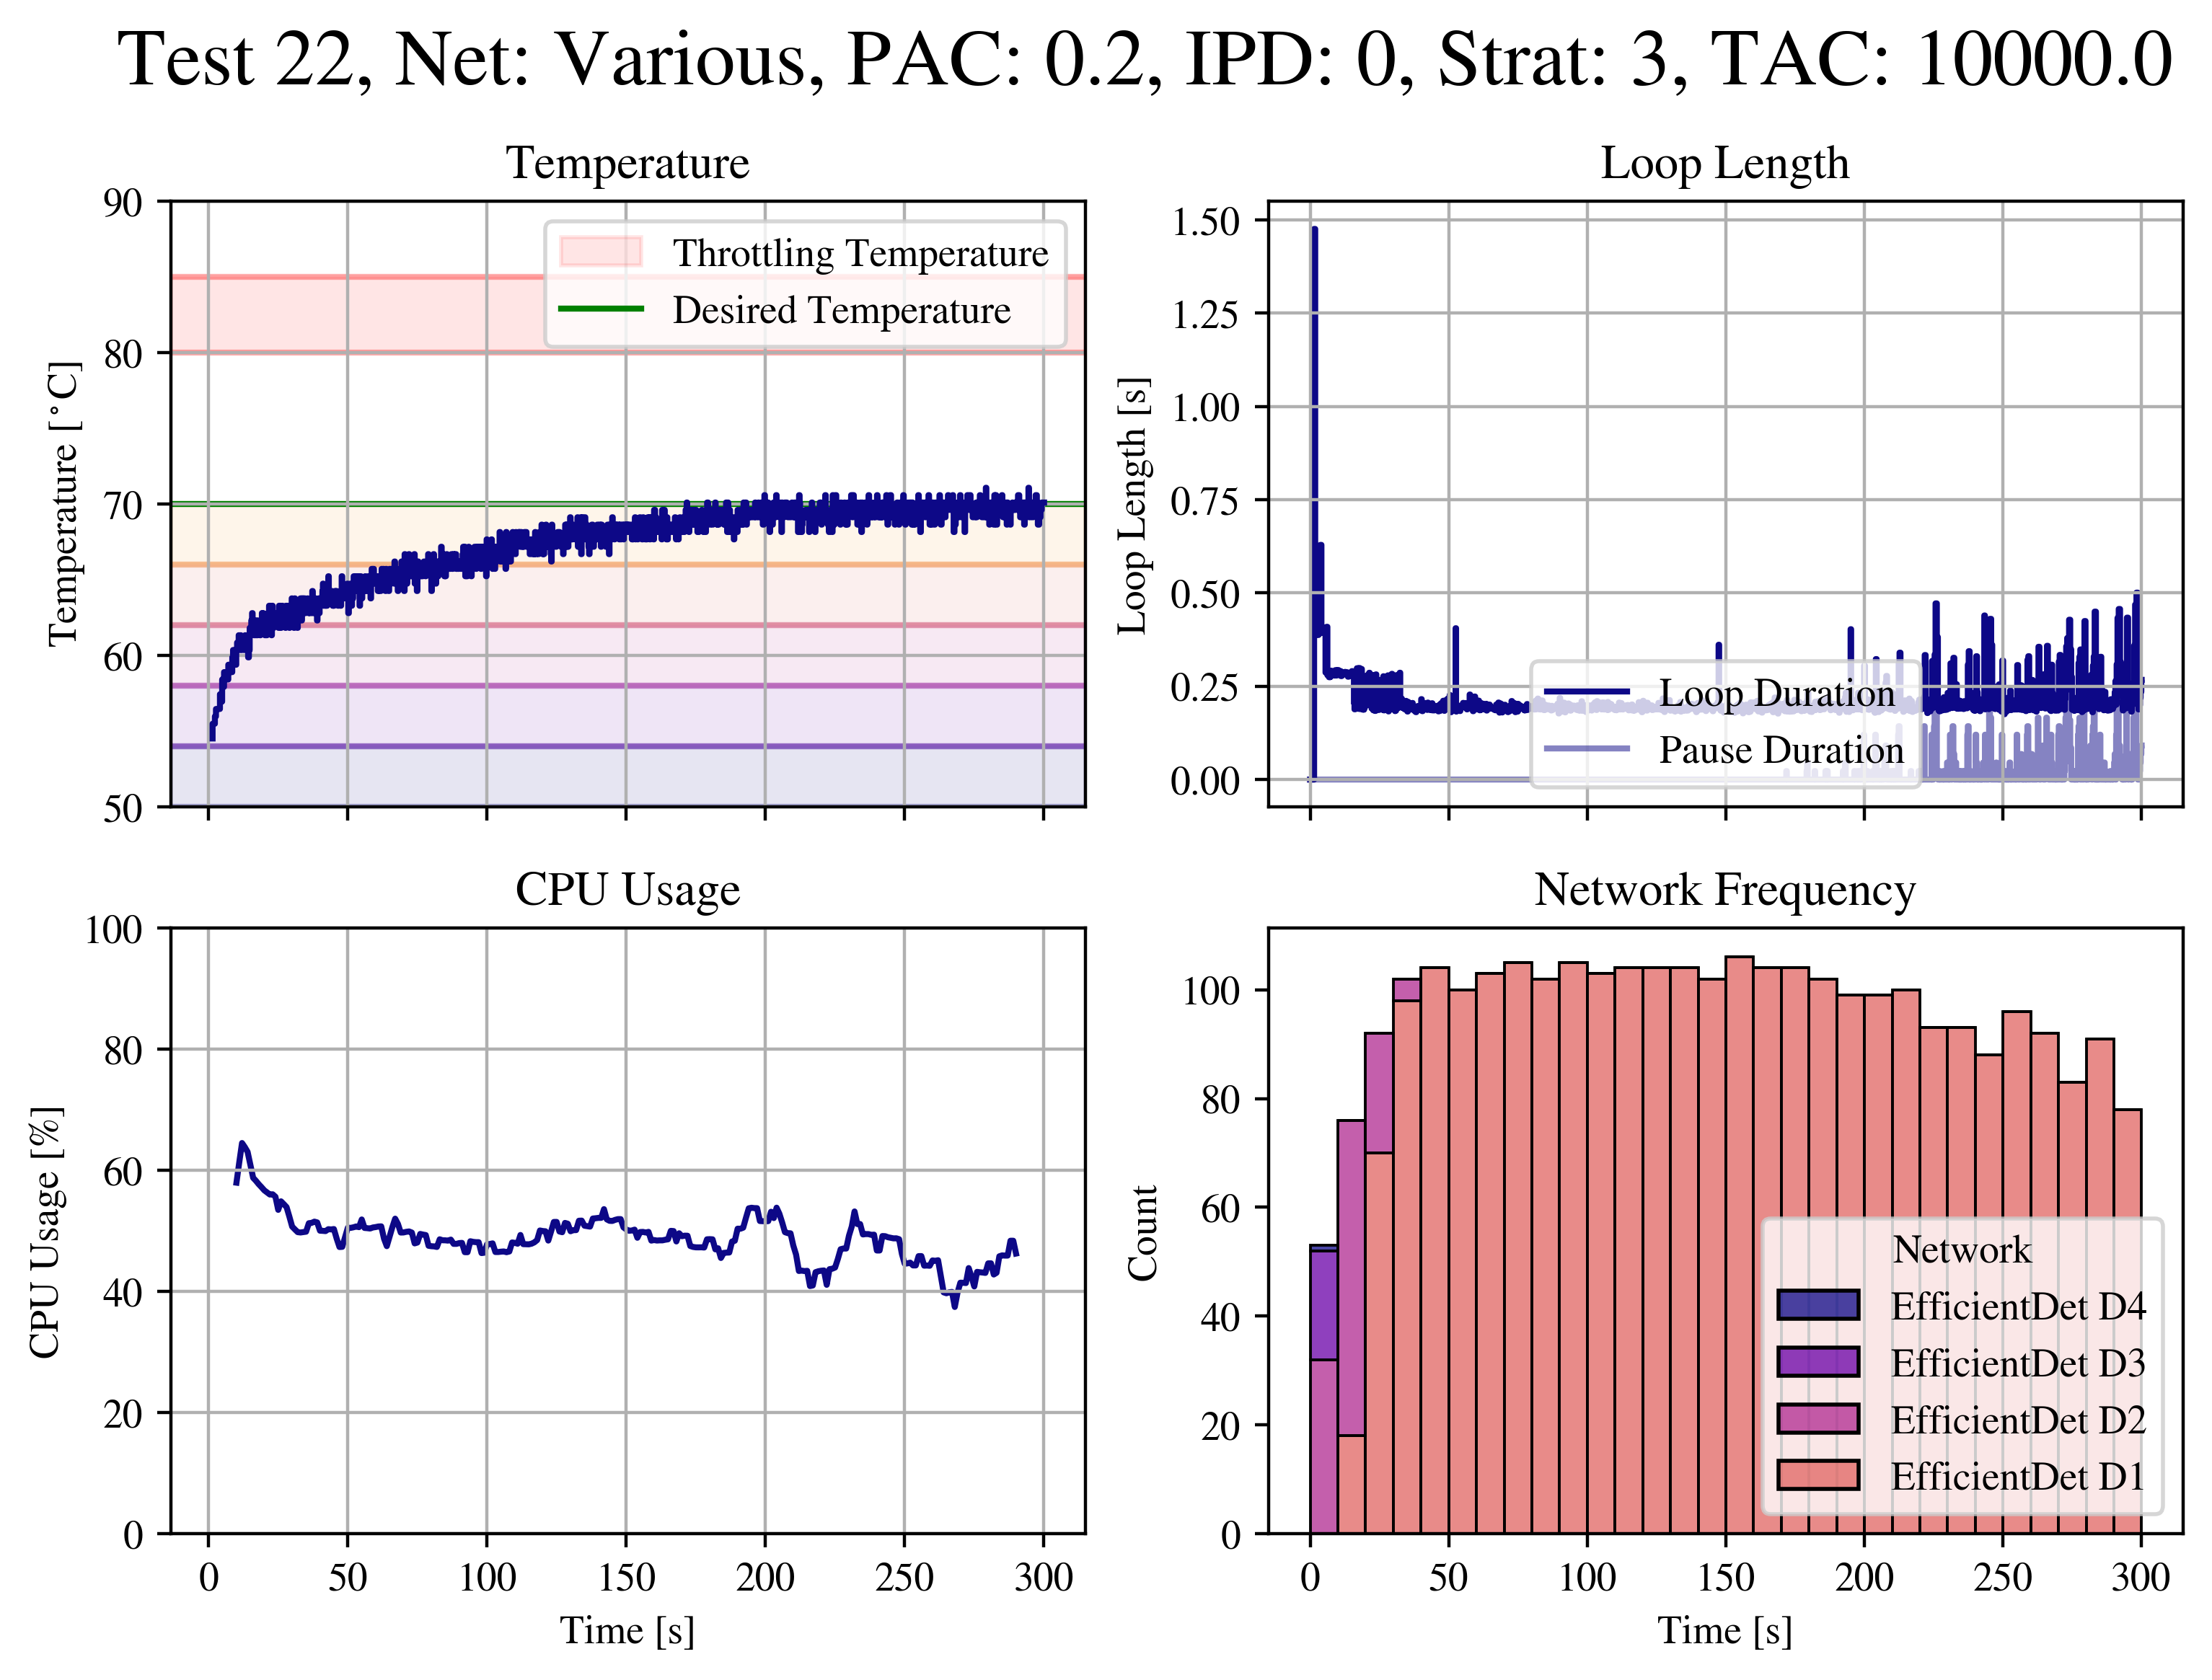 Test 22, Net: Various, PAC: 0.2, IPD: 0, Strat: 3, TAC: 10000.0
Temperature
90
80
70
60
50
Temperature [°C]
Throttling Temperature
Desired Temperature
Loop Length
1.50
1.25
1.00
0.75
0.50
0.25
0.00
Loop Length [s]
Loop Duration
Pause Duration
CPU Usage
100
80
60
40
20
0
CPU Usage [%]
0 50 100 150 200 250 300
Time [s]
Network Frequency
100
80
60
40
20
0
Count
Network
EfficientDet D4
EfficientDet D3
EfficientDet D2
EfficientDet D1
0 50 100 150 200 250 300
Time [s]